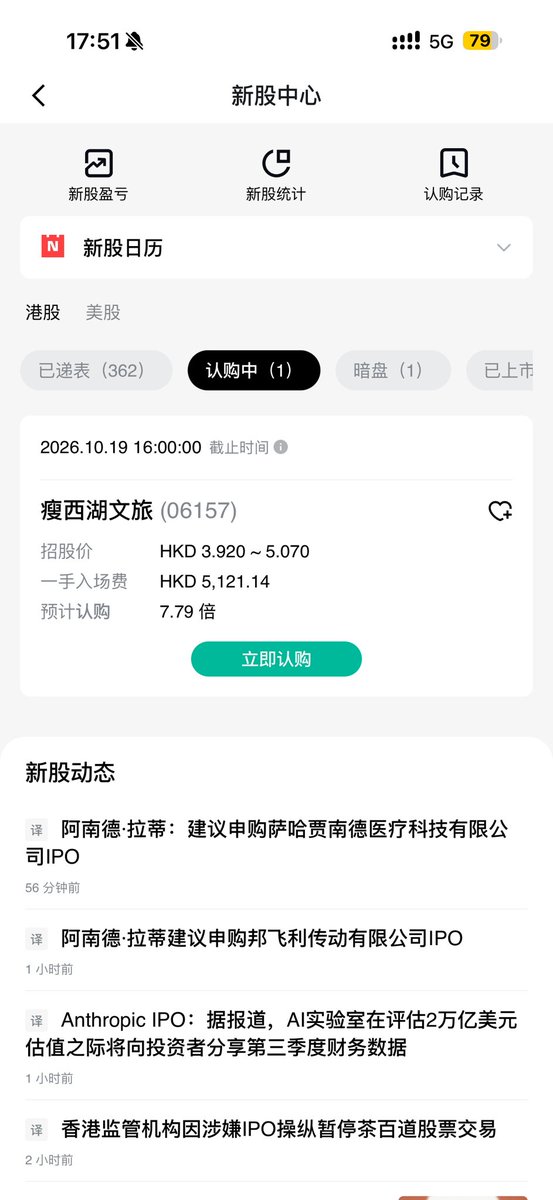 17:51
5G
79
新股中心
新股盈亏
新股统计
认购记录
N
新股日历
港股
美股
已递表（362）
认购中（1）
暗盘（1）
已上市
2026.10.19 16:00:00 截止时间
瘦西湖文旅 (06157)
招股价 HKD 3.920 ~ 5.070
一手入场费 HKD 5,121.14
预计认购 7.79 倍
立即认购
新股动态
译 阿南德·拉蒂：建议申购萨哈贾南德医疗科技有限公
司IPO
56 分钟前
译 阿南德·拉蒂建议申购邦飞利传动有限公司IPO
1 小时前
译 Anthropic IPO：据报道，AI实验室在评估2万亿美元
估值之际将向投资者分享第三季度财务数据
1 小时前
译 香港监管机构因涉嫌IPO操纵暂停茶百道股票交易
2 小时前